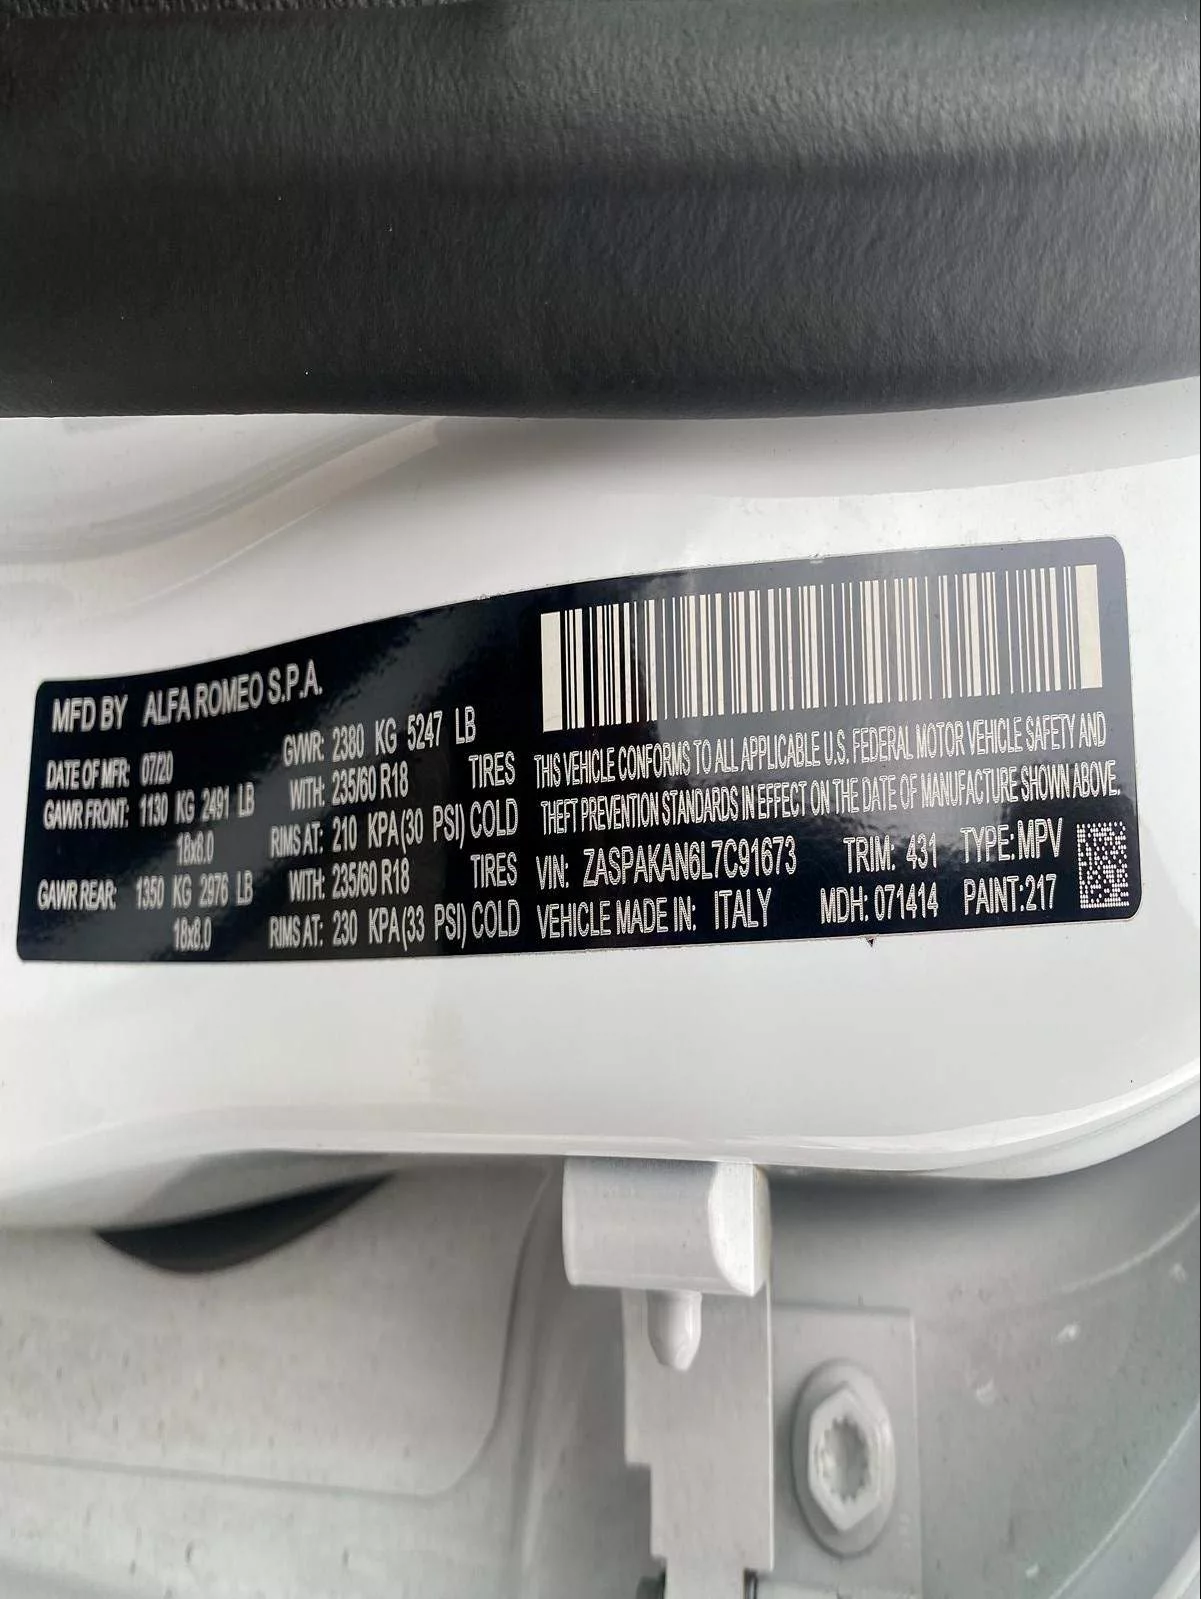 MFD BY ALFA ROMEO S.P.A.
DATE OF MFR: 07/20 GVWR: 2380 KG 5247 LB
GAWR FRONT: 1130 KG 2491 LB WITH: 235/60 R18 TIRES
18x8.0 RIMS AT: 210 KPA(30 PSI) COLD
GAWR REAR: 1350 KG 2976 LB WITH: 235/60 R18 TIRES
18x8.0 RIMS AT: 230 KPA(33 PSI) COLD
THIS VEHICLE CONFORMS TO ALL APPLICABLE U.S. FEDERAL MOTOR VEHICLE SAFETY AND
THEFT PREVENTION STANDARDS IN EFFECT ON THE DATE OF MANUFACTURE SHOWN ABOVE.
VIN: ZASPAKAN6L7C91673 TRIM: 431 TYPE: MPV
VEHICLE MADE IN: ITALY MDH: 071414 PAINT:217